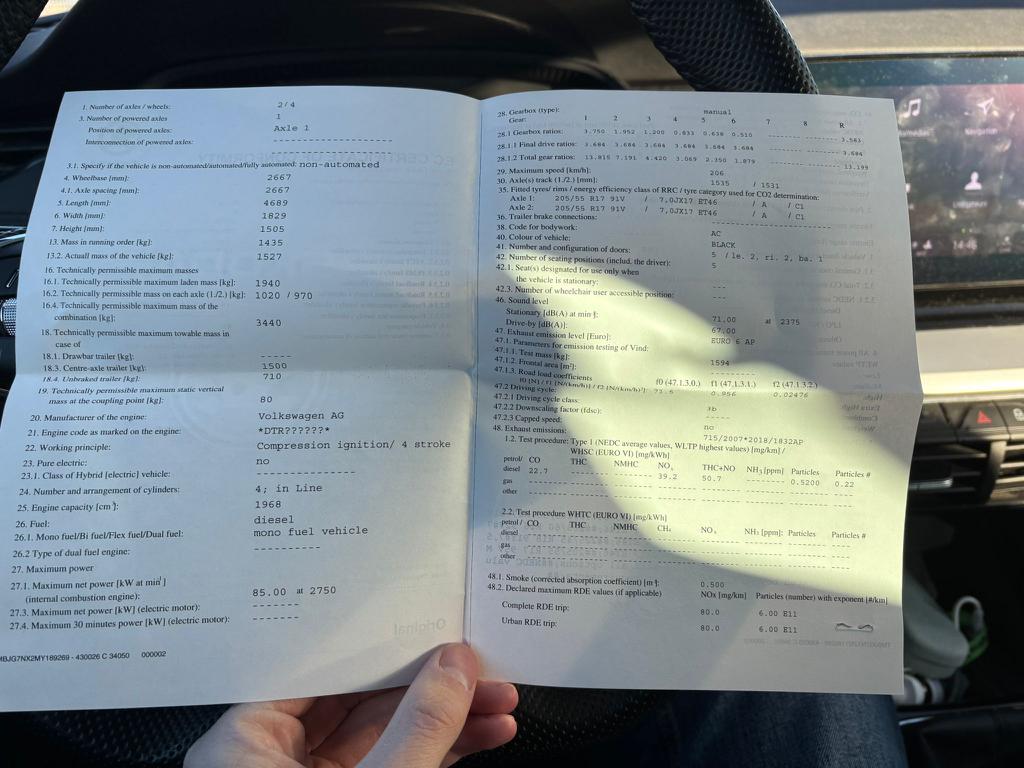 1. Number of axles / wheels: 2/4
3. Number of powered axles 1
Position of powered axles: Axle 1
Interconnection of powered axles: ------------------
3.1. Specify if the vehicle is non-automated/automated/fully automated: non-automated
4. Wheelbase [mm]: 2667
4.1. Axle spacing [mm]: 2667
5. Length [mm]: 4689
6. Width [mm]: 1829
7. Height [mm]: 1505
13. Mass in running order [kg]: 1435
13.2. Actuall mass of the vehicle [kg]: 1527
16. Technically permissible maximum masses
16.1. Technically permissible maximum laden mass [kg]: 1940
16.2. Technically permissible mass on each axle (1./2.) [kg]: 1020 / 970
16.4. Technically permissible maximum mass of the
combination [kg]: 3440
18. Technically permissible maximum towable mass in
case of
18.1. Drawbar trailer [kg]: -----
18.3. Centre-axle trailer [kg]: 1500
18.4. Unbraked trailer [kg]: 710
19. Technically permissible maximum static vertical
mass at the coupling point [kg]: 80
20. Manufacturer of the engine: Volkswagen AG
21. Engine code as marked on the engine: *DTR??????*
22. Working principle: Compression ignition/ 4 stroke
23. Pure electric: no
23.1. Class of Hybrid [electric] vehicle: ---------------
24. Number and arrangement of cylinders: 4; in Line
25. Engine capacity [cm³]: 1968
26. Fuel: diesel
26.1. Mono fuel/Bi fuel/Flex fuel/Dual fuel: mono fuel vehicle
26.2 Type of dual fuel engine: ----------
27. Maximum power
27.1. Maximum net power [kW at min⁻¹]
(internal combustion engine): 85.00 at 2750
27.3. Maximum net power [kW] (electric motor): -------
27.4. Maximum 30 minutes power [kW] (electric motor): -------
Original
MBJG7NX2MY189269 - 430026 C 34050 000002
28. Gearbox (type): manual
Gear: 1 2 3 4 5 6 7 8 R
28.1 Gearbox ratios: 3.750 1.952 1.200 0.833 0.638 0.510 3.583
28.1.1 Final drive ratios: 3.684 3.684 3.684 3.684 3.684 3.684 3.684
28.1.2 Total gear ratios: 13.815 7.191 4.420 3.069 2.350 1.879 13.199
29. Maximum speed [km/h]: 206
30. Axle(s) track (1./2.) [mm]: 1535 / 1531
35. Fitted tyres/ rims / energy efficiency class of RRC / tyre category used for CO2 determination:
Axle 1: 205/55 R17 91V / 7,0JX17 ET46 / A / C1
Axle 2: 205/55 R17 91V / 7,0JX17 ET46 / A / C1
36. Trailer brake connections: --------------------
38. Code for bodywork: AC
40. Colour of vehicle: BLACK
41. Number and configuration of doors: 5 /le. 2, ri. 2, ba. 1
42. Number of seating positions (includ. the driver): 5
42.1. Seat(s) designated for use only when
the vehicle is stationary: ---
42.3. Number of wheelchair user accessible position: ---
46. Sound level
Stationary [dB(A) at min⁻¹]: 71.00 at 2375
Drive-by [dB(A)]: 67.00
47. Exhaust emission level [Euro]: EURO 6 AP
47.1. Parameters for emission testing of Vind:
47.1.1. Test mass [kg]: 1594
47.1.2. Frontal area [m²]: ---------
47.1.3. Road load coefficients f0 (47.1.3.0.) f1 (47.1.3.1.) f2 (47.1.3.2.)
f0 [N] / f1 [N/(km/h)] / f2 [N/(km/h)²]: 0.956 0.02476
47.2 Driving cycle:
47.2.1 Driving cycle class: 3b
47.2.2 Downscaling factor (fdsc): ---
47.2.3 Capped speed: no
48. Exhaust emissions: 715/2007*2018/1832AP
1.2. Test procedure: Type 1 (NEDC average values, WLTP highest values) [mg/km] /
WHSC (EURO VI) [mg/kWh]
petrol/ CO THC NMHC NOx THC+NO NH3 [ppm] Particles Particles #
diesel 22.7 39.2 50.7 0.5200 0.22
gas
other
2.2. Test procedure WHTC (EURO VI) [mg/kWh]
petrol / CO THC NMHC CH4 NOx NH3 [ppm]: Particles Particles #
diesel
gas
other
48.1. Smoke (corrected absorption coefficient) [m⁻¹]: 0.500
48.2. Declared maximum RDE values (if applicable) NOx [mg/km] Particles (number) with exponent [#/km]
Complete RDE trip: 80.0 6.00 E11
Urban RDE trip: 80.0 6.00 E11
Navigation